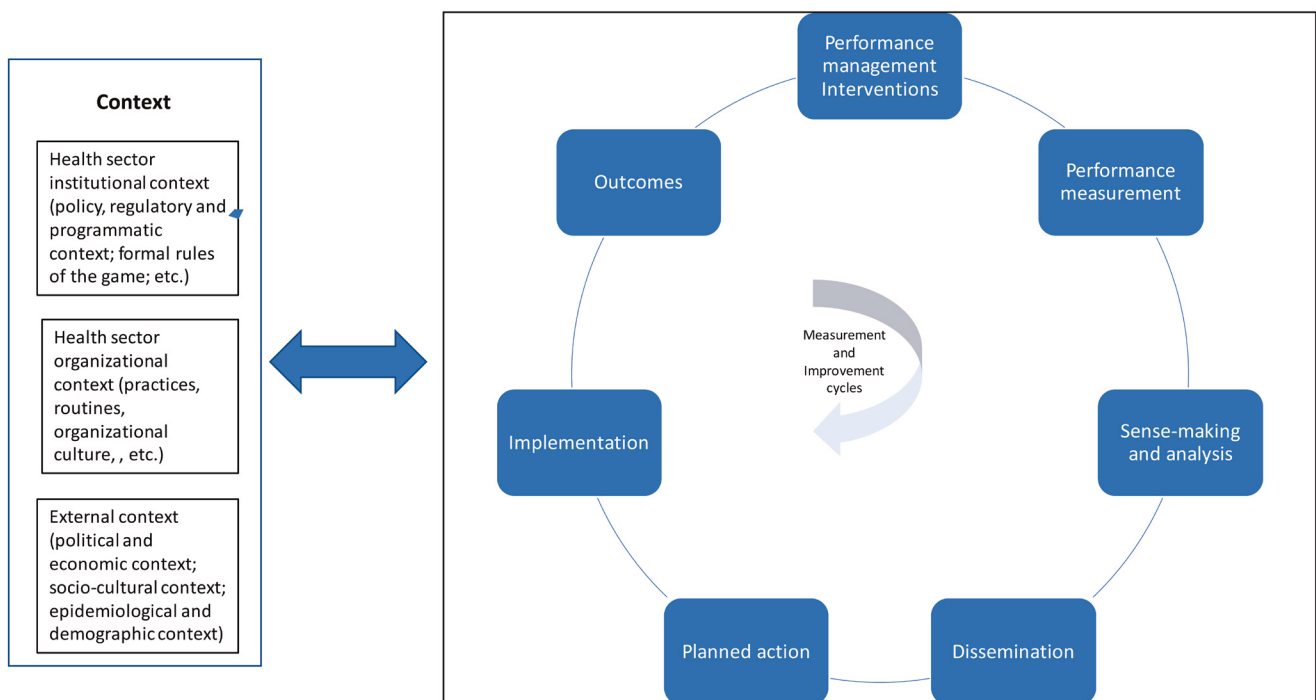 Context
Health sector
institutional context
(policy, regulatory and
programmatic
context; formal rules
of the game; etc.)
Health sector
organizational
context (practices,
routines,
organizational
culture, , etc.)
External context
(political and
economic context;
socio-cultural context;
epidemiological and
demographic context)
Performance
management
Interventions
Performance
measurement
Sense-making
and analysis
Dissemination
Planned action
Implementation
Outcomes
Measurement
and
Improvement
cycles